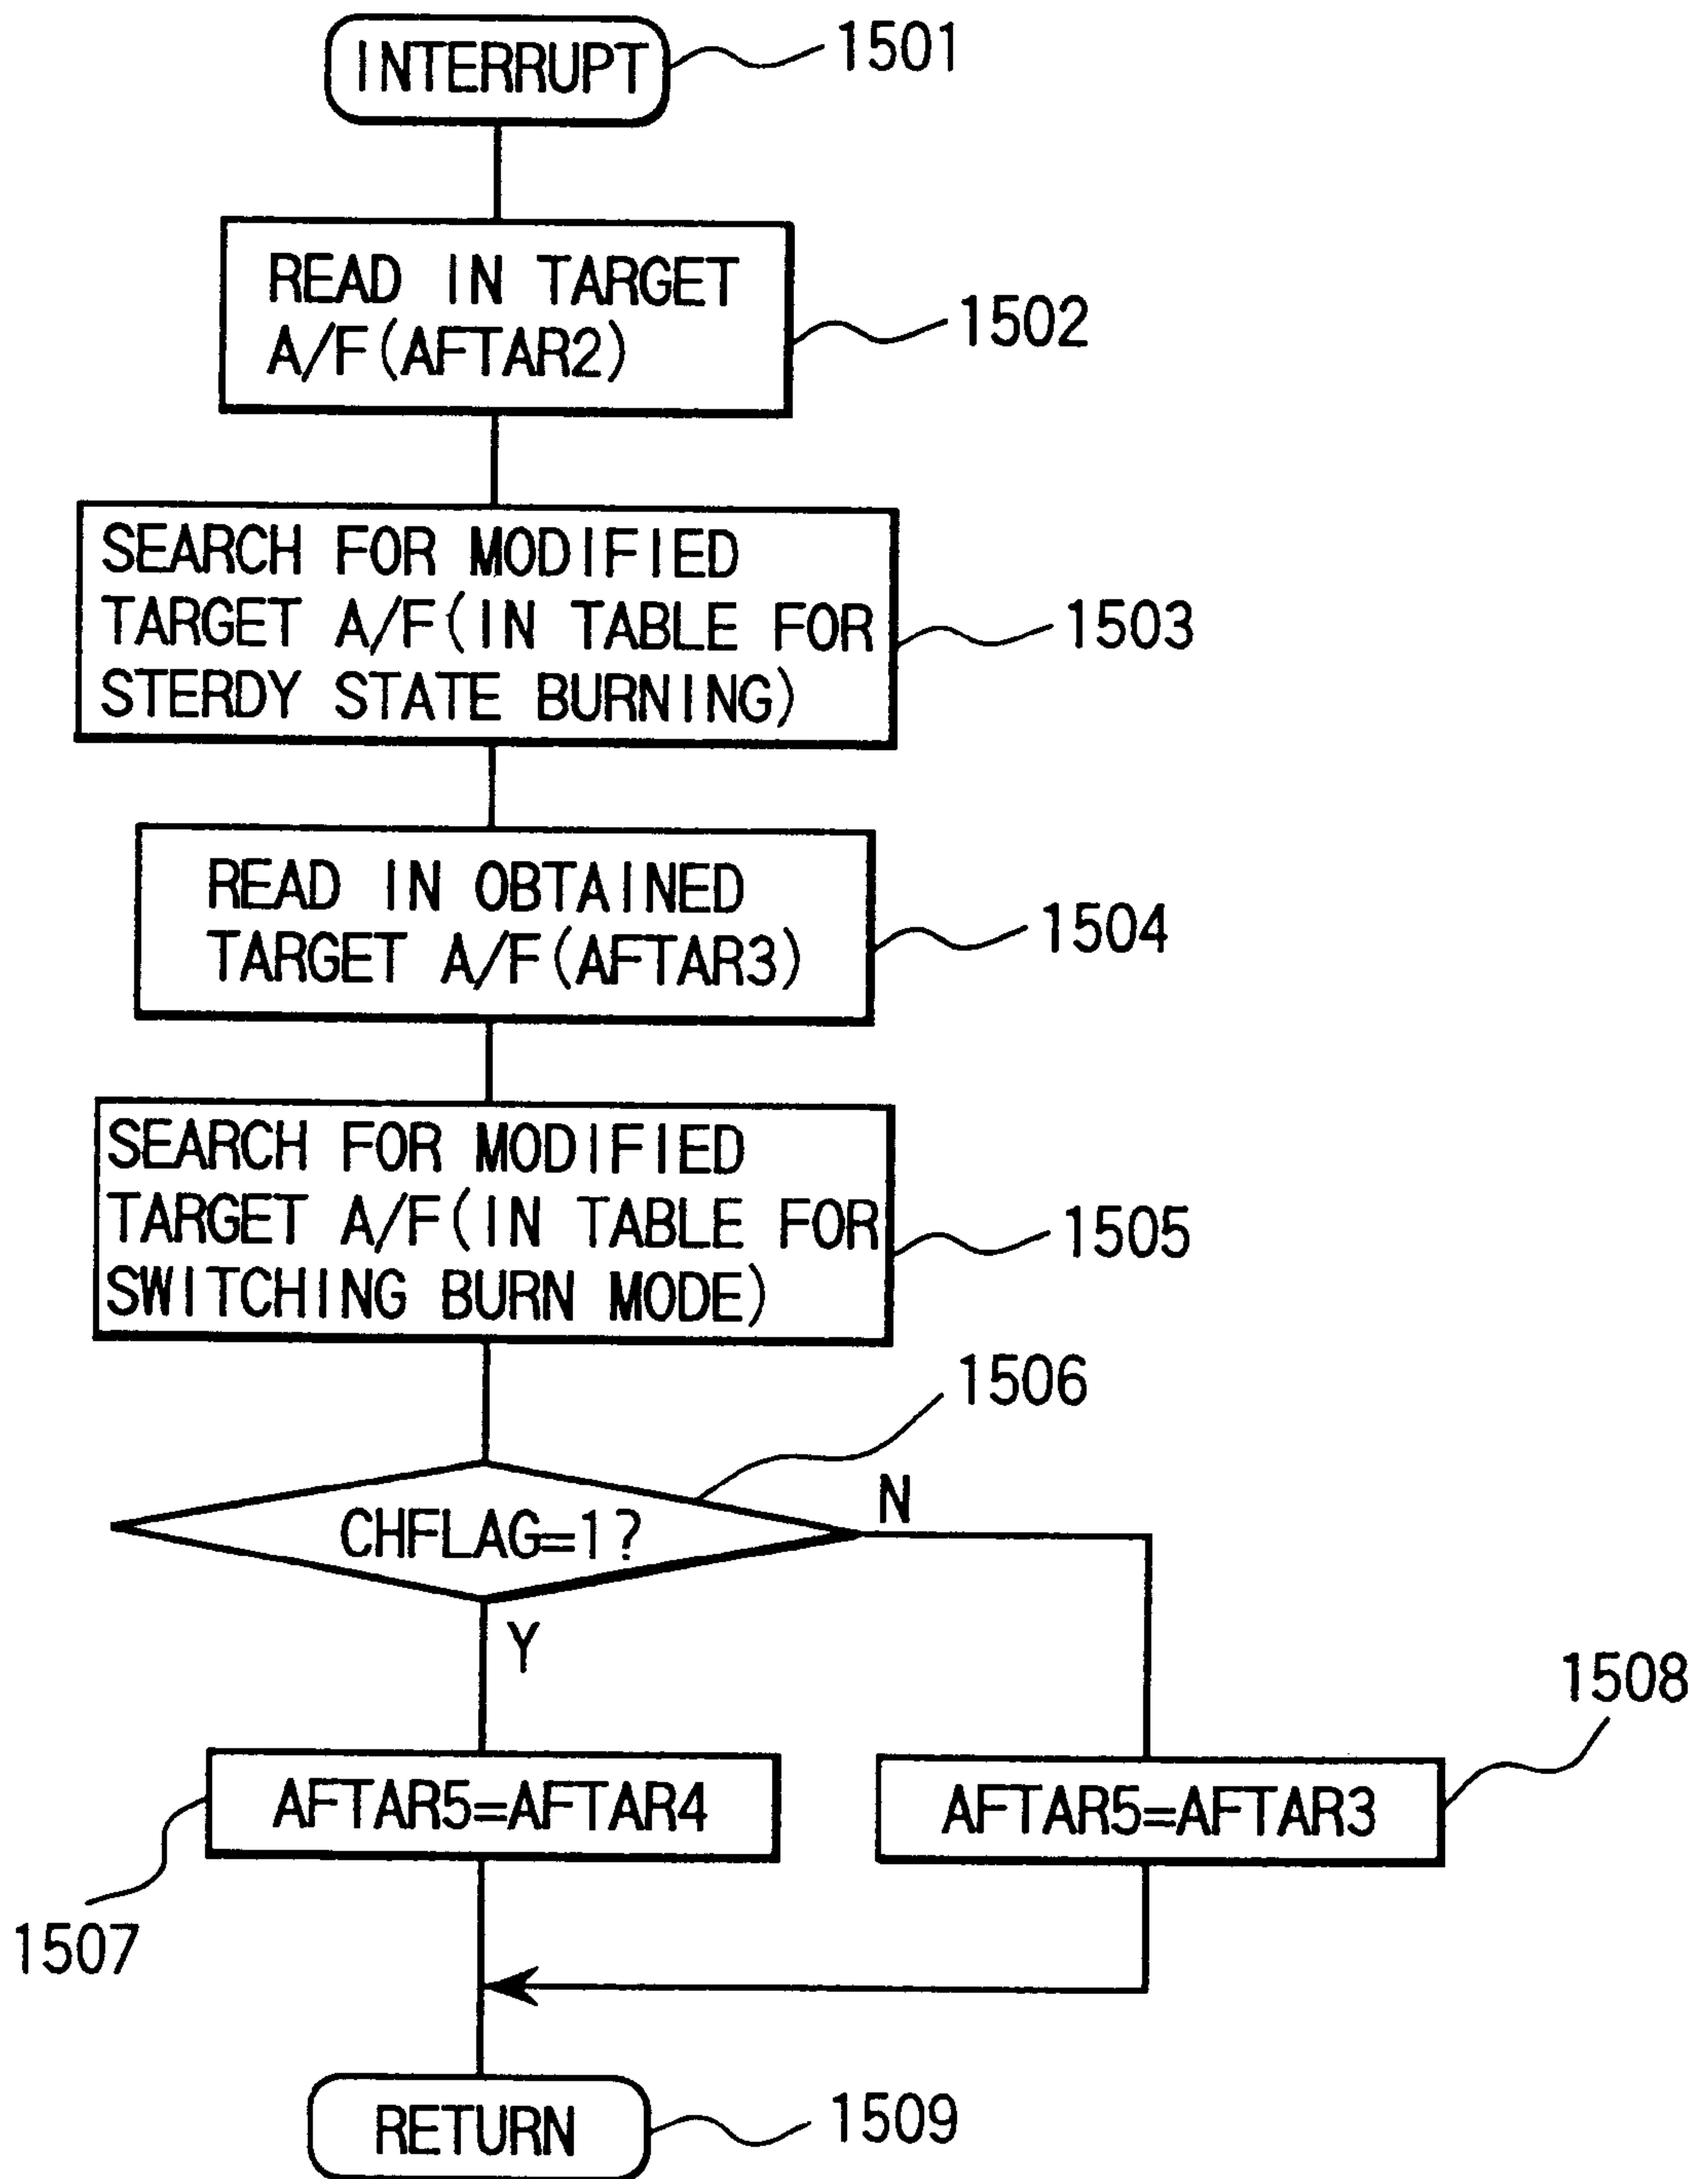 INTERRUPT
1501
READ IN TARGET
A/F(AFTAR2)
1502
SEARCH FOR MODIFIED
TARGET A/F(IN TABLE FOR
STERDY STATE BURNING)
1503
READ IN OBTAINED
TARGET A/F(AFTAR3)
1504
SEARCH FOR MODIFIED
TARGET A/F(IN TABLE FOR
SWITCHING BURN MODE)
1505
1506
CHFLAG=1?
N
Y
1508
AFTAR5=AFTAR4
AFTAR5=AFTAR3
1507
RETURN
1509